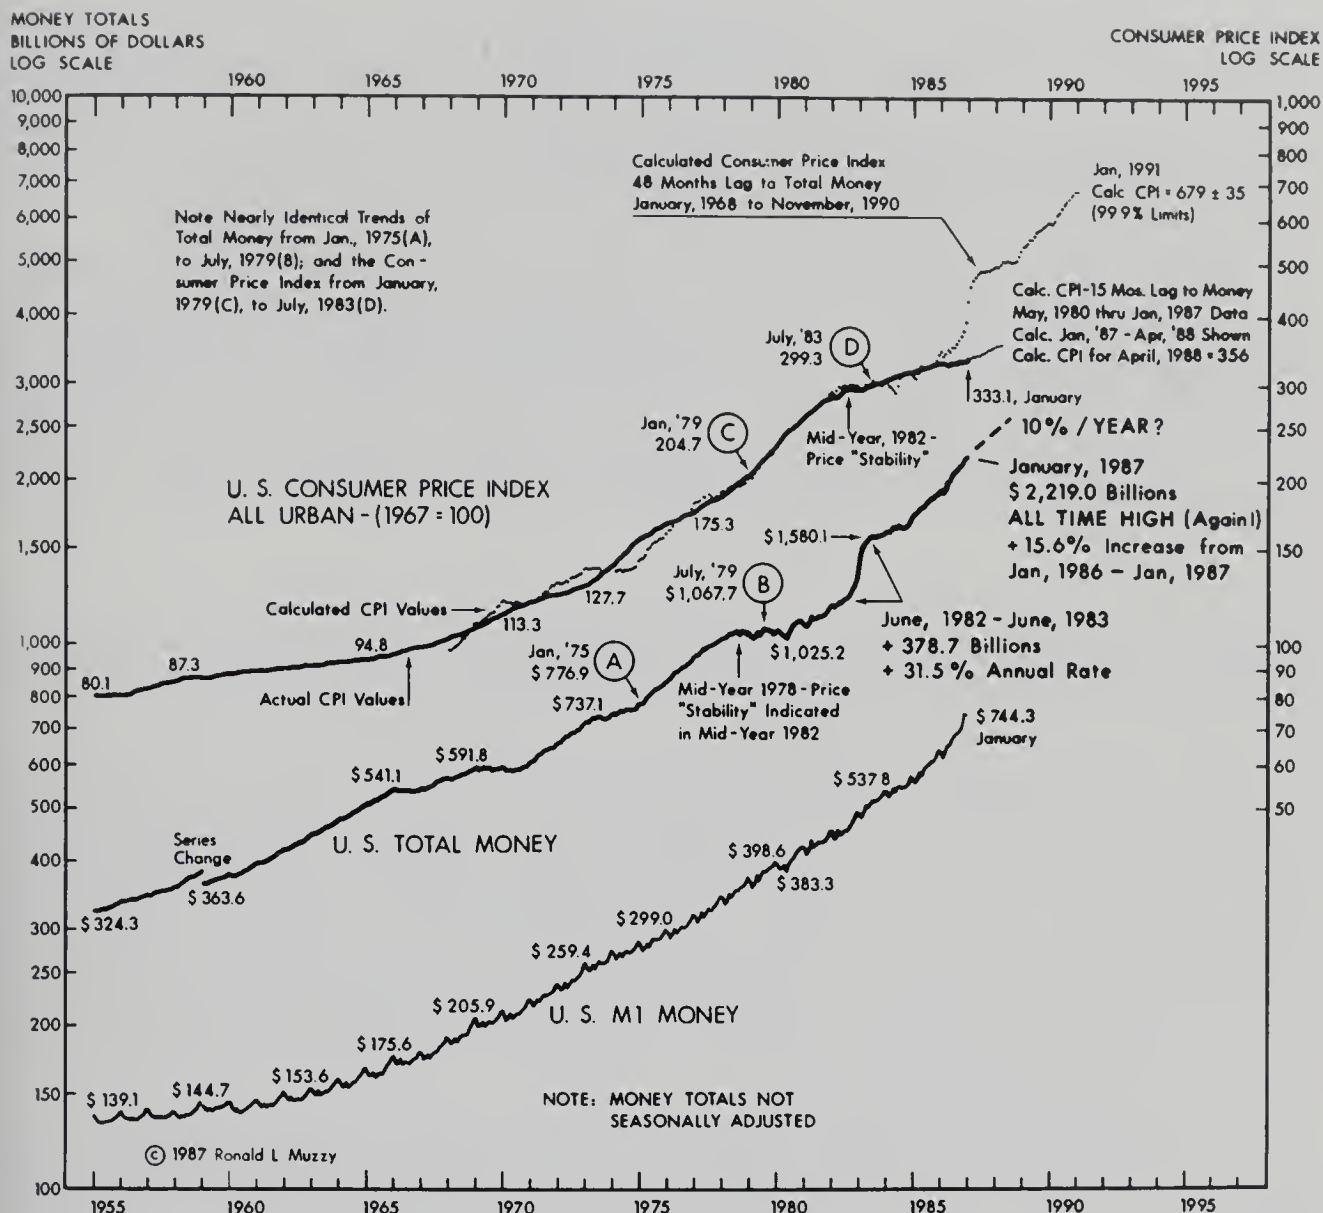 MONEY TOTALS
BILLIONS OF DOLLARS
LOG SCALE
CONSUMER PRICE INDEX
LOG SCALE
1960 1965 1970 1975 1980 1985 1990 1995
10,000
9,000
8,000
7,000
6,000
5,000
4,000
3,000
2,500
2,000
1,500
1,000
900
800
700
600
500
400
300
250
200
150
100
1,000
900
800
700
600
500
400
300
250
200
150
100
90
80
70
60
50
Note Nearly Identical Trends of
Total Money from Jan., 1975(A),
to July, 1979(B); and the Con-
sumer Price Index from January,
1979(C), to July, 1983(D).
Calculated Consumer Price Index
48 Months Lag to Total Money
January, 1968 to November, 1990
Jan, 1991
Calc CPI = 679 ± 35
(99 9% Limits)
Calc. CPI-15 Mos. Lag to Money
May, 1980 thru Jan, 1987 Data
Calc. Jan, '87 - Apr, '88 Shown
Calc. CPI for April, 1988 = 356
July, '83
299.3
D
333.1, January
Jan, '79
204.7
C
Mid-Year, 1982-
Price "Stability"
10% / YEAR?
January, 1987
$ 2,219.0 Billions
ALL TIME HIGH (Again!)
+ 15.6% Increase from
Jan, 1986 – Jan, 1987
U. S. CONSUMER PRICE INDEX
ALL URBAN - (1967 = 100)
175.3
$ 1,580.1
July, '79
$ 1,067.7
B
127.7
Calculated CPI Values
113.3
June, 1982 - June, 1983
+ 378.7 Billions
+ 31.5 % Annual Rate
94.8
87.3
80.1
Jan, '75
$ 776.9
A
$ 1,025.2
Actual CPI Values
$ 737.1
Mid-Year 1978 - Price
"Stability" Indicated
in Mid-Year 1982
$ 744.3
January
$ 591.8
$ 541.1
$ 537 8
Series
Change
U. S. TOTAL MONEY
$ 363.6
$ 324.3
$ 398.6
$ 383.3
$ 299.0
$ 259.4
$ 205.9
U. S. M1 MONEY
$ 175.6
$ 153.6
$ 144.7
$ 139.1
NOTE: MONEY TOTALS NOT
SEASONALLY ADJUSTED
© 1987 Ronald L Muzzy
1955 1960 1965 1970 1975 1980 1985 1990 1995